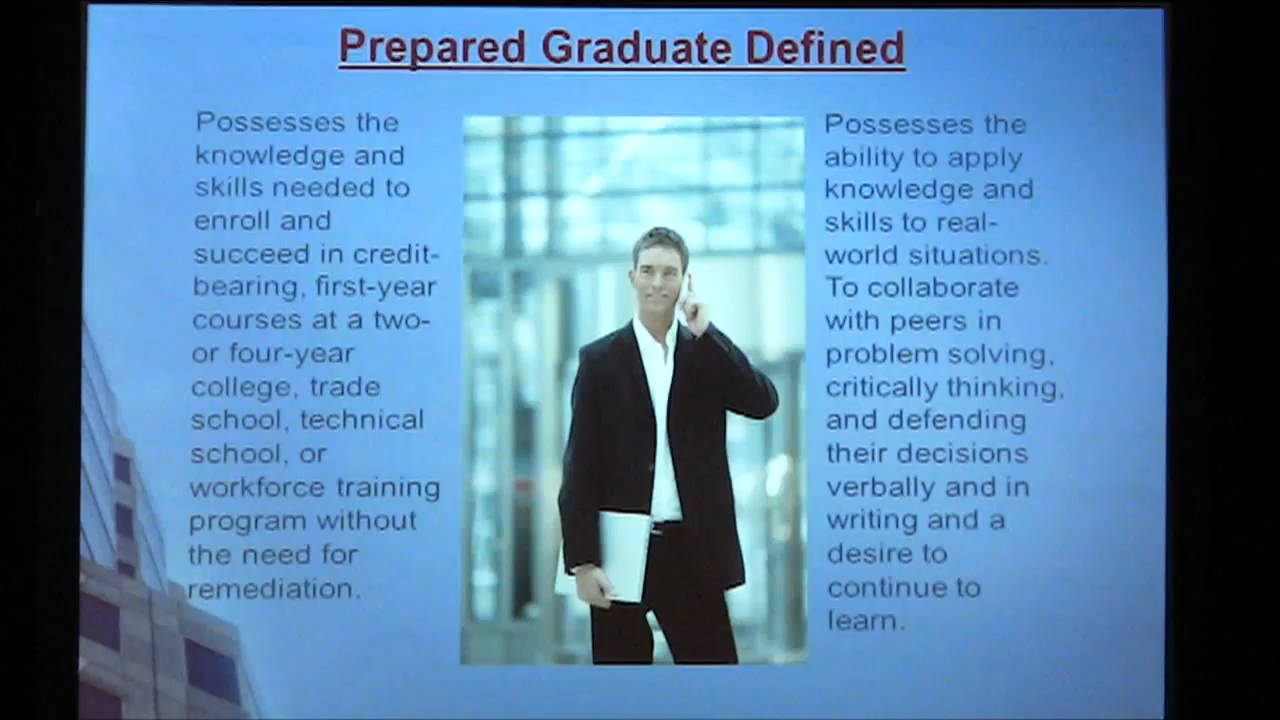 Prepared Graduate Defined
Possesses the
knowledge and
skills needed to
enroll and
succeed in credit-
bearing, first-year
courses at a two-
or four-year
college, trade
school, technical
school, or
workforce training
program without
the need for
remediation.
Possesses the
ability to apply
knowledge and
skills to real-
world situations.
To collaborate
with peers in
problem solving,
critically thinking,
and defending
their decisions
verbally and in
writing and a
desire to
continue to
learn.